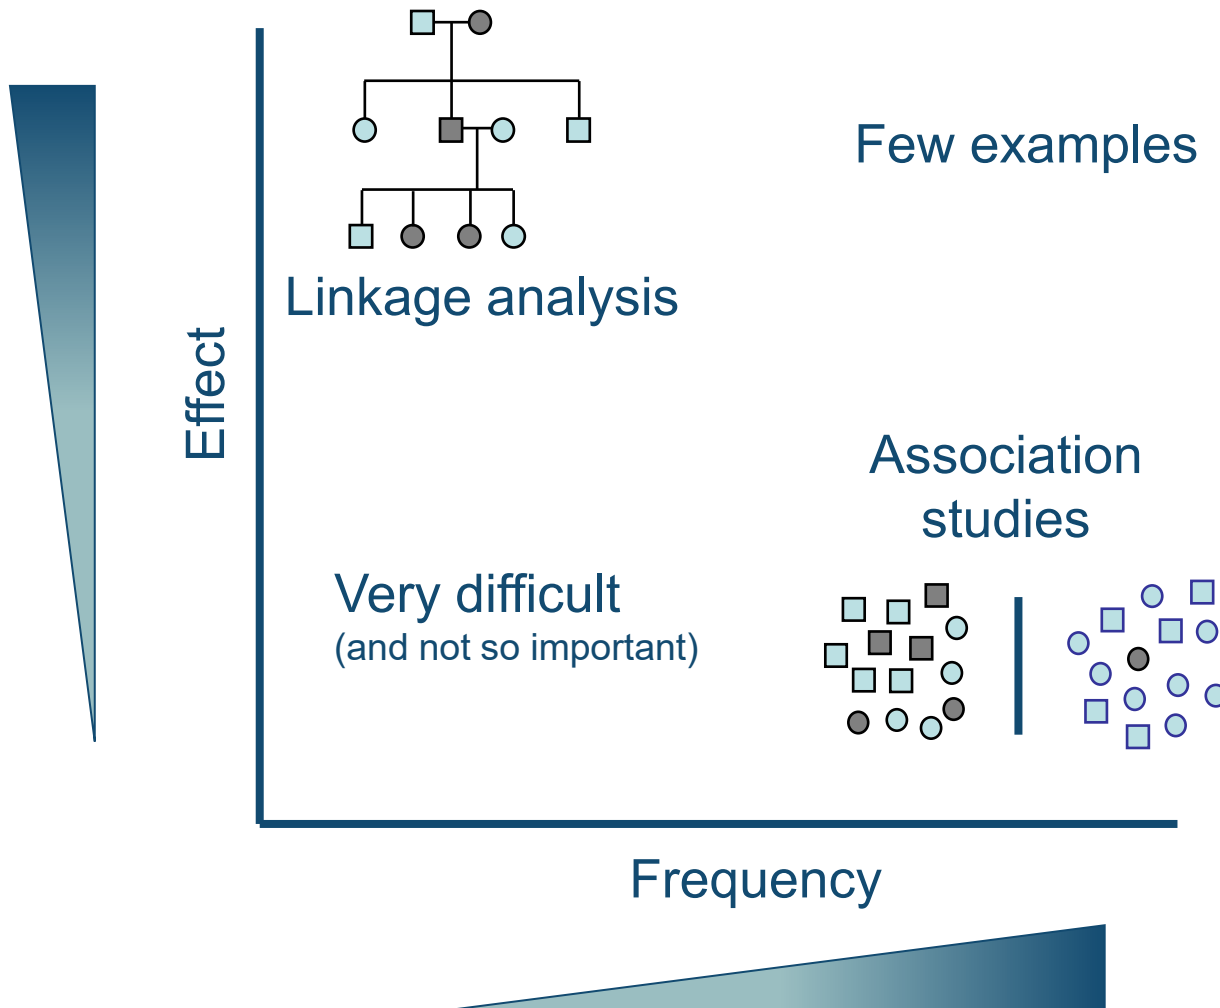 Few examples
Linkage analysis
Effect
Association
studies
Very difficult
(and not so important)
Frequency